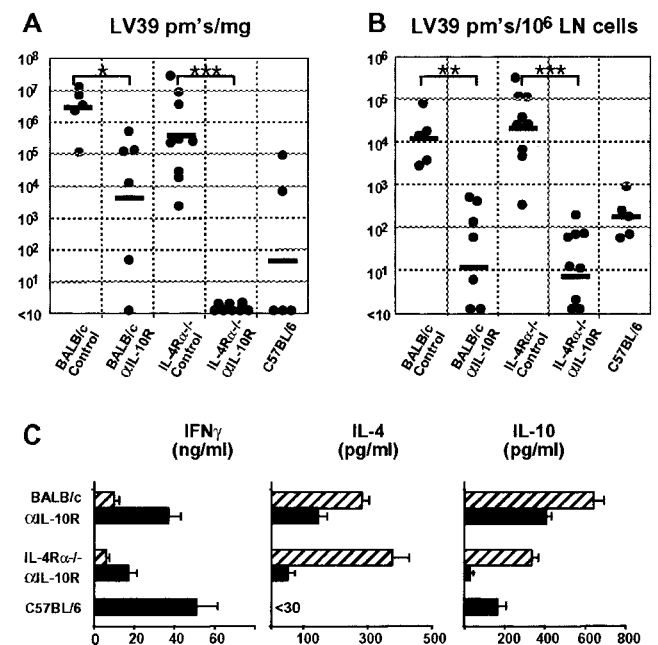 A LV39 pm's/mg
10⁸
10⁷
10⁶
10⁵
10⁴
10³
10²
10¹
<10
* ***
BALB/c Control
BALB/c αIL-10R
IL-4Rα-/- Control
IL-4Rα-/- αIL-10R
C57BL/6
B LV39 pm's/10⁶ LN cells
10⁶
10⁵
10⁴
10³
10²
10¹
<10
** ***
BALB/c Control
BALB/c αIL-10R
IL-4Rα-/- Control
IL-4Rα-/- αIL-10R
C57BL/6
C
IFNγ
(ng/ml)
IL-4
(pg/ml)
IL-10
(pg/ml)
BALB/c
αIL-10R
IL-4Rα-/-
αIL-10R
C57BL/6
<30
0 20 40 60
100 300 500
0 200 400 600 800